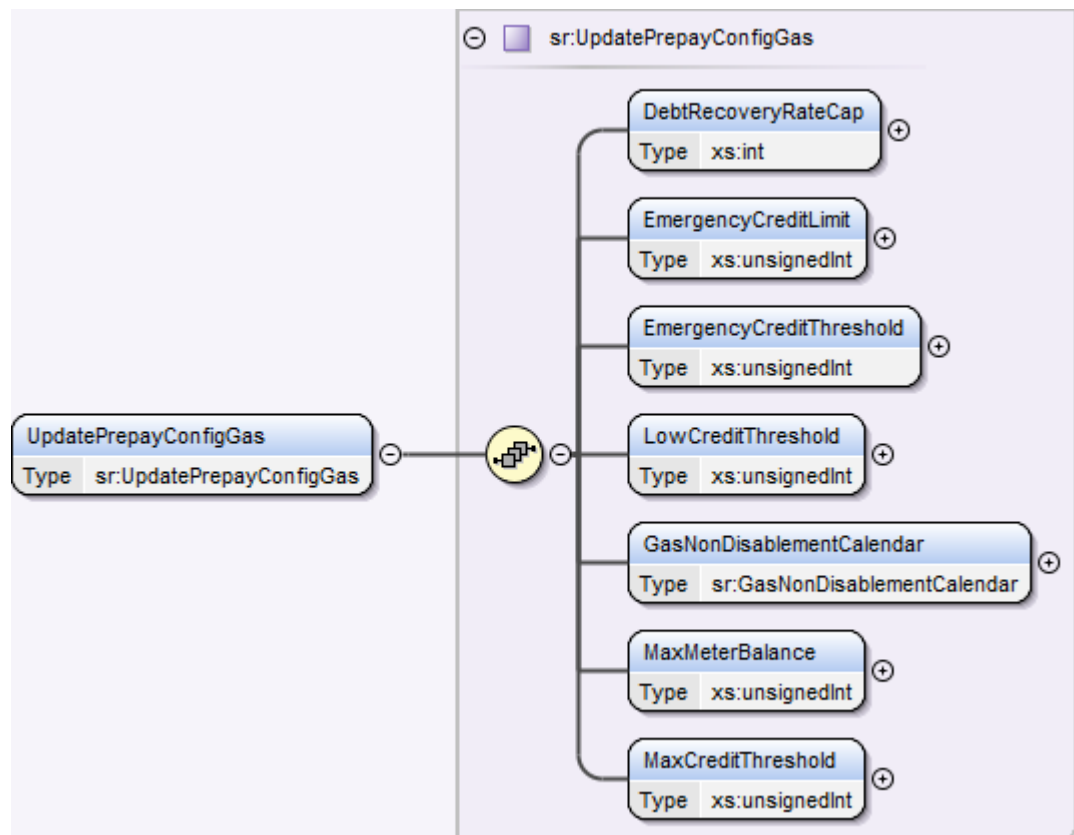 sr:UpdatePrepayConfigGas
DebtRecoveryRateCap
Type xs:int
EmergencyCreditLimit
Type xs:unsignedInt
EmergencyCreditThreshold
Type xs:unsignedInt
UpdatePrepayConfigGas
Type sr:UpdatePrepayConfigGas
LowCreditThreshold
Type xs:unsignedInt
GasNonDisablementCalendar
Type sr:GasNonDisablementCalendar
MaxMeterBalance
Type xs:unsignedInt
MaxCreditThreshold
Type xs:unsignedInt